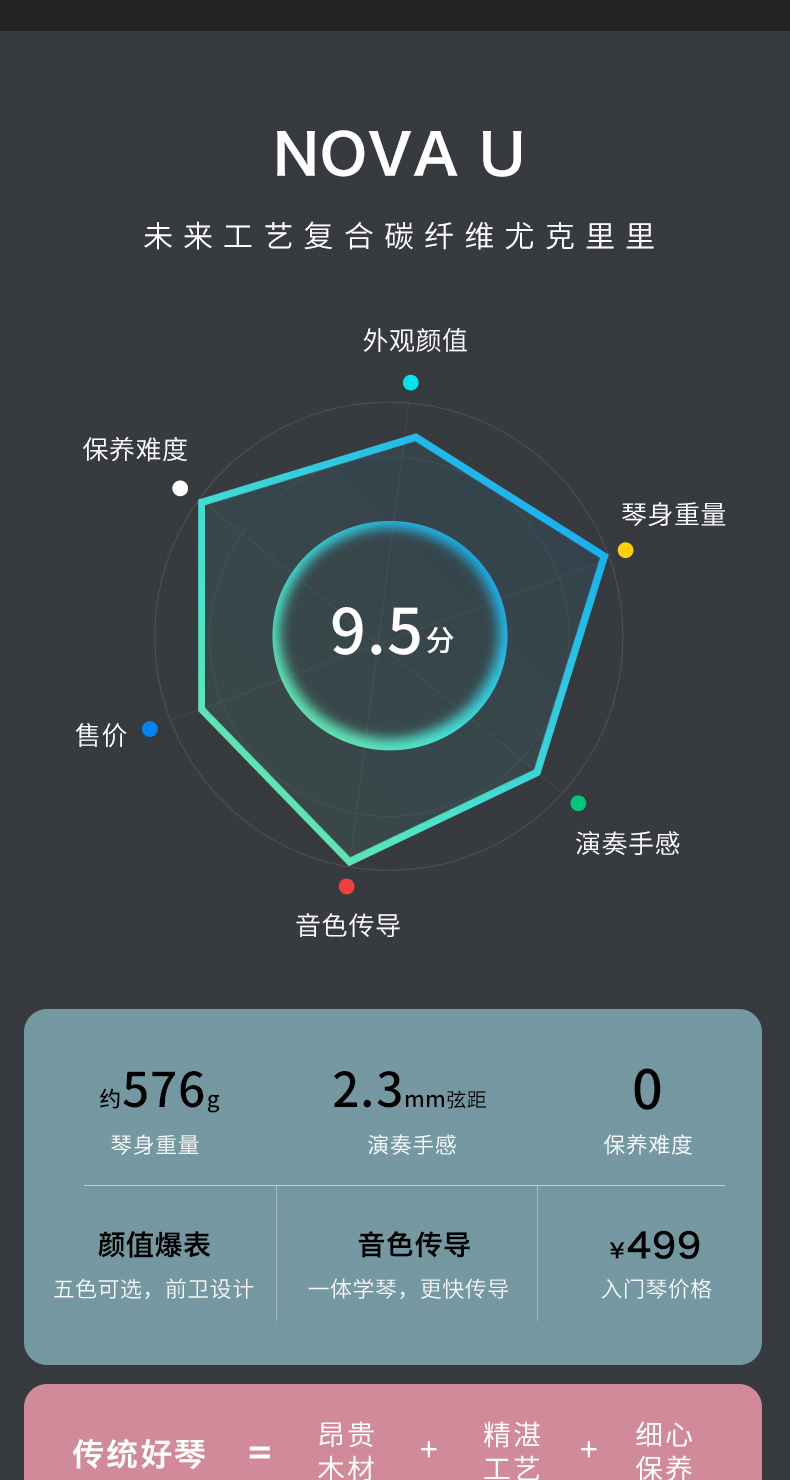 NOVA U
未来工艺复合碳纤维尤克里里
外观颜值
保养难度
琴身重量
9.5分
售价
演奏手感
音色传导
约576g
2.3mm弦距
0
琴身重量
演奏手感
保养难度
颜值爆表
音色传导
¥499
五色可选，前卫设计
一体学琴，更快传导
入门琴价格
传统好琴 = 昂贵木材 + 精湛工艺 + 细心保养